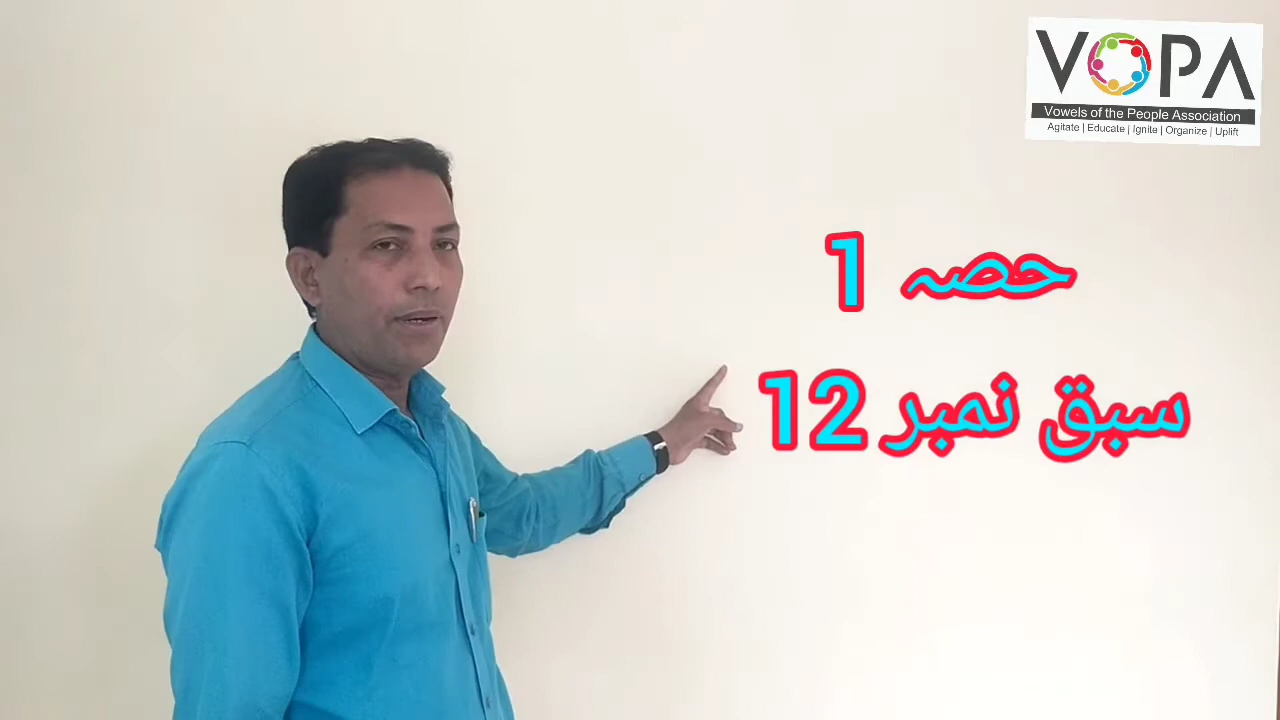 VOPA
Vowels of the People Association
Agitate | Educate | Ignite | Organize | Uplift
حصہ 1
سبق نمبر 12